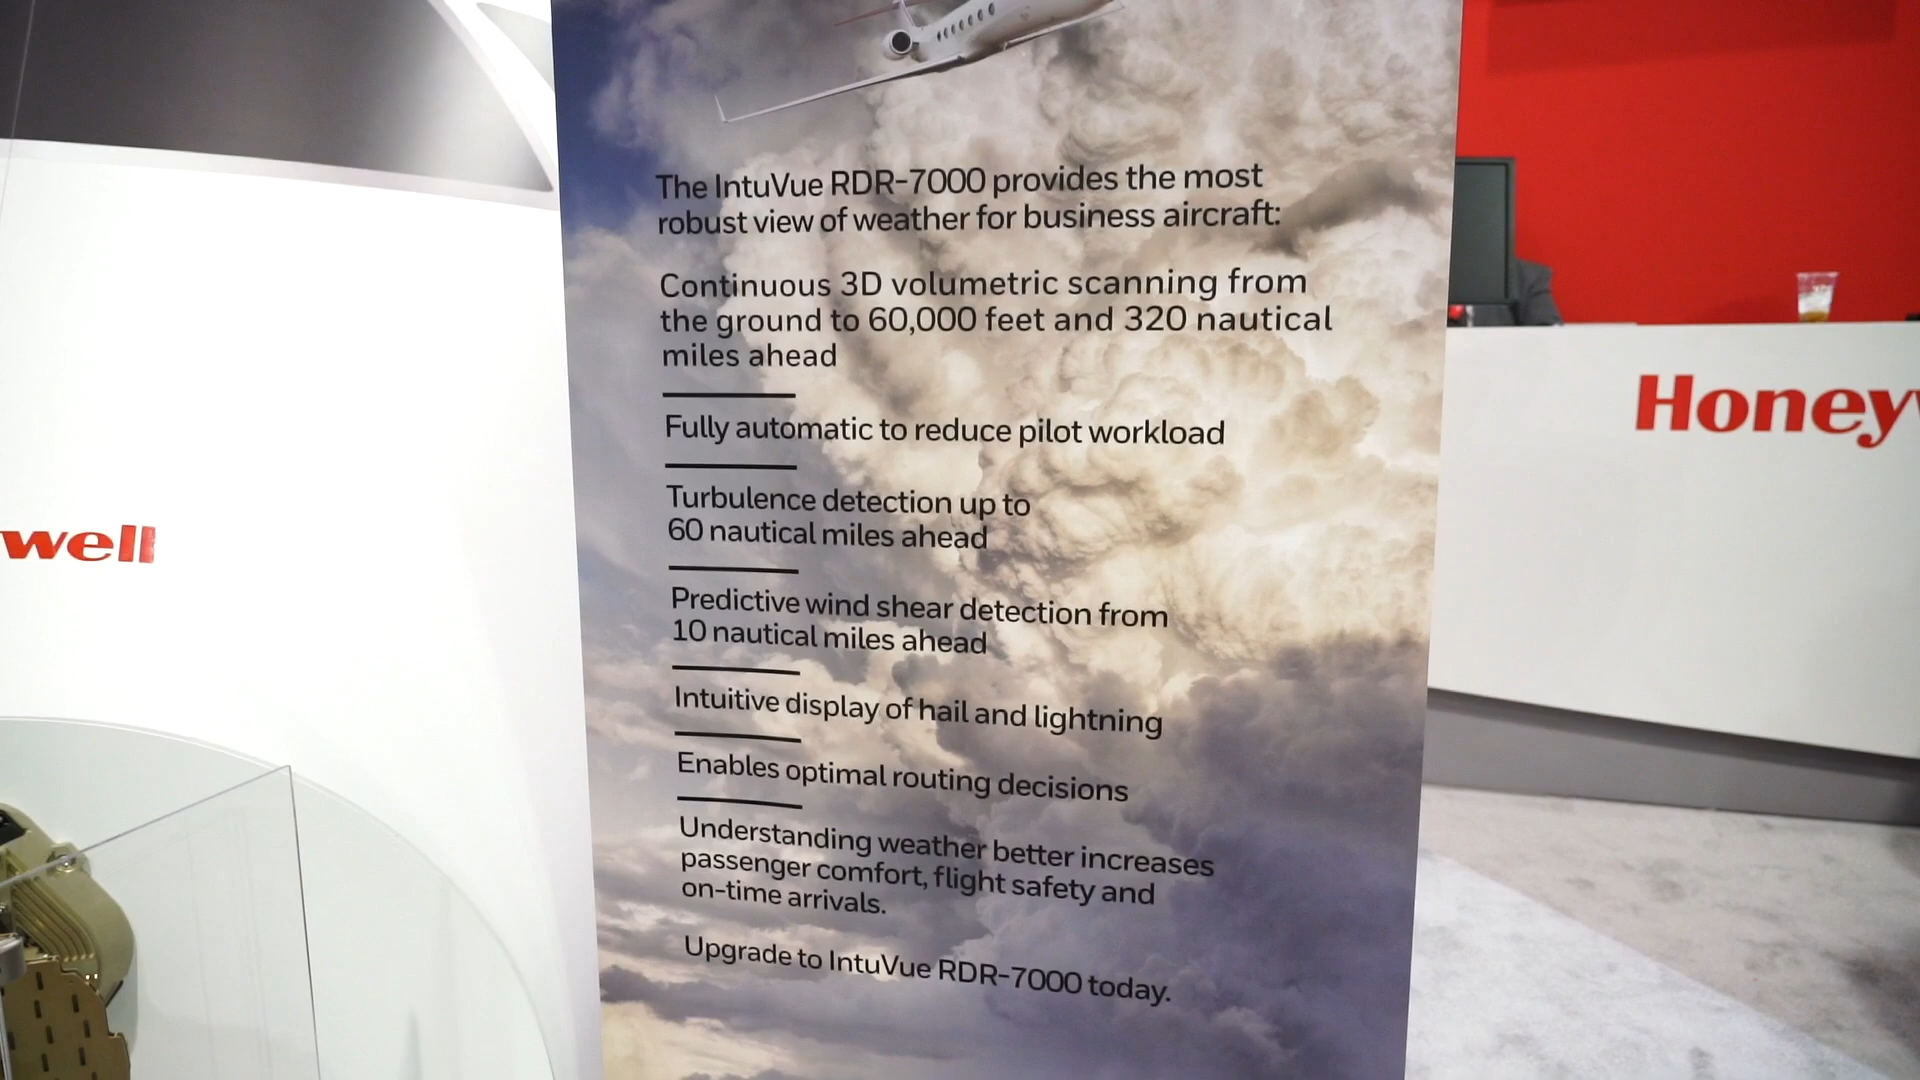 The IntuVue RDR-7000 provides the most
robust view of weather for business aircraft:
Continuous 3D volumetric scanning from
the ground to 60,000 feet and 320 nautical
miles ahead
Fully automatic to reduce pilot workload
Turbulence detection up to
60 nautical miles ahead
Predictive wind shear detection from
10 nautical miles ahead
Intuitive display of hail and lightning
Enables optimal routing decisions
Understanding weather better increases
passenger comfort, flight safety and
on-time arrivals.
Upgrade to IntuVue RDR-7000 today.
well
Honey